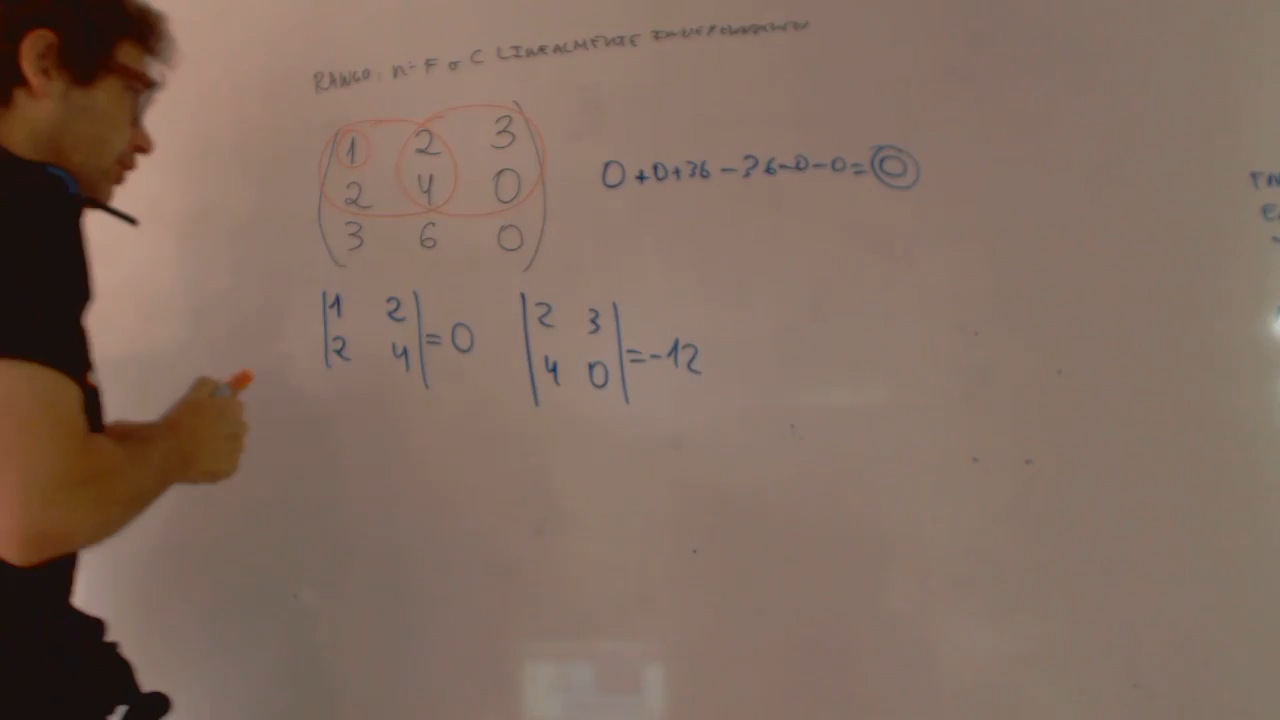 RANGO: n- F o C LINEALMENTE INDEPENDIENTES
1 2 3
2 4 0
3 6 0
0+0+36-36-0-0=0
|1 2|
|2 4| = 0
|2 3|
|4 0| = -12